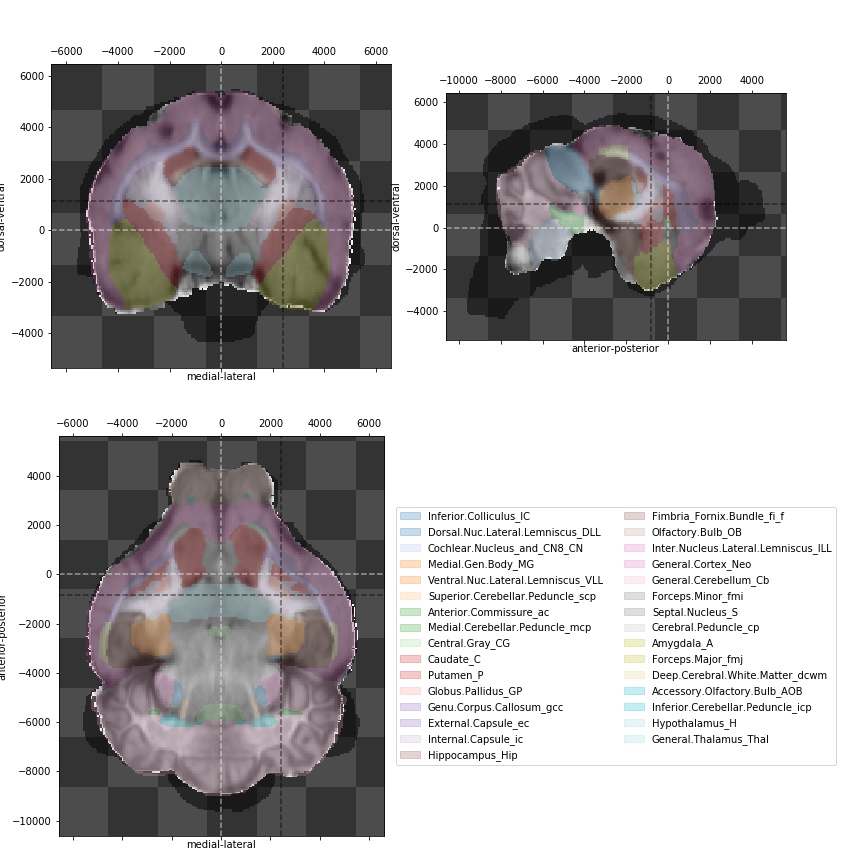 −6000 −4000 −2000 0 2000 4000 6000
6000
4000
2000
0
−2000
−4000
dorsal-ventral
medial-lateral
−10000 −8000 −6000 −4000 −2000 0 2000 4000
6000
4000
2000
0
−2000
−4000
dorsal-ventral
anterior-posterior
−6000 −4000 −2000 0 2000 4000 6000
4000
2000
0
−2000
−4000
−6000
−8000
−10000
anterior-posterior
medial-lateral
Inferior.Colliculus_IC
Dorsal.Nuc.Lateral.Lemniscus_DLL
Cochlear.Nucleus_and_CN8_CN
Medial.Gen.Body_MG
Ventral.Nuc.Lateral.Lemniscus_VLL
Superior.Cerebellar.Peduncle_scp
Anterior.Commissure_ac
Medial.Cerebellar.Peduncle_mcp
Central.Gray_CG
Caudate_C
Putamen_P
Globus.Pallidus_GP
Genu.Corpus.Callosum_gcc
External.Capsule_ec
Internal.Capsule_ic
Hippocampus_Hip
Fimbria_Fornix.Bundle_fi_f
Olfactory.Bulb_OB
Inter.Nucleus.Lateral.Lemniscus_ILL
General.Cortex_Neo
General.Cerebellum_Cb
Forceps.Minor_fmi
Septal.Nucleus_S
Cerebral.Peduncle_cp
Amygdala_A
Forceps.Major_fmj
Deep.Cerebral.White.Matter_dcwm
Accessory.Olfactory.Bulb_AOB
Inferior.Cerebellar.Peduncle_icp
Hypothalamus_H
General.Thalamus_Thal